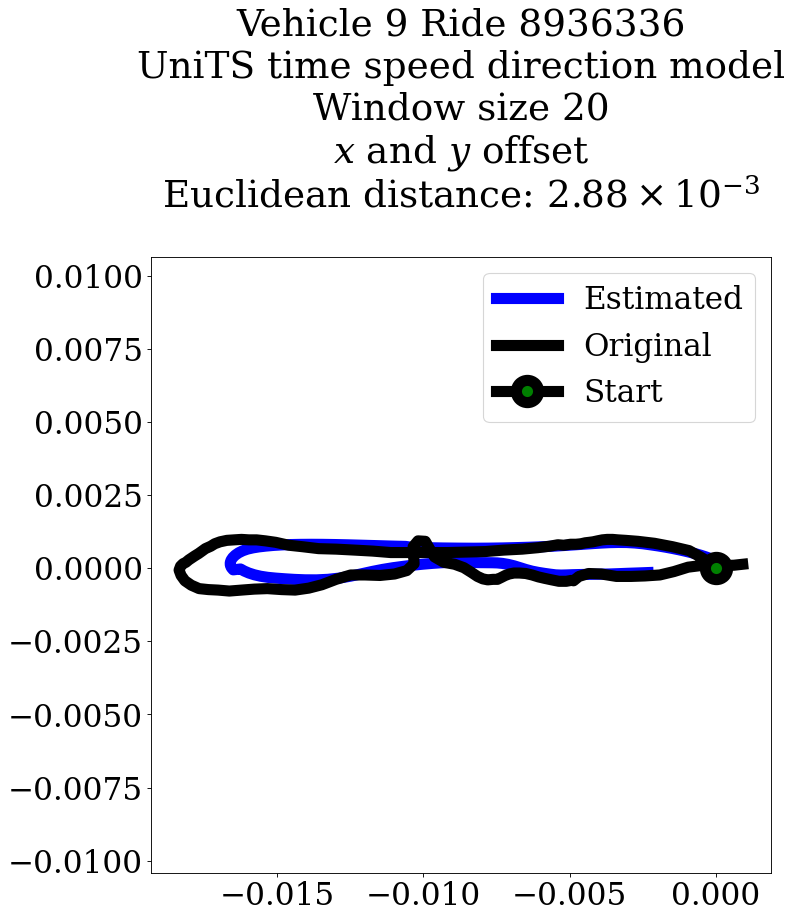 Vehicle 9 Ride 8936336
UniTS time speed direction model
Window size 20
x and y offset
Euclidean distance: 2.88 × 10⁻³
Estimated
Original
Start
0.0100
0.0075
0.0050
0.0025
0.0000
−0.0025
−0.0050
−0.0075
−0.0100
−0.015 −0.010 −0.005 0.000